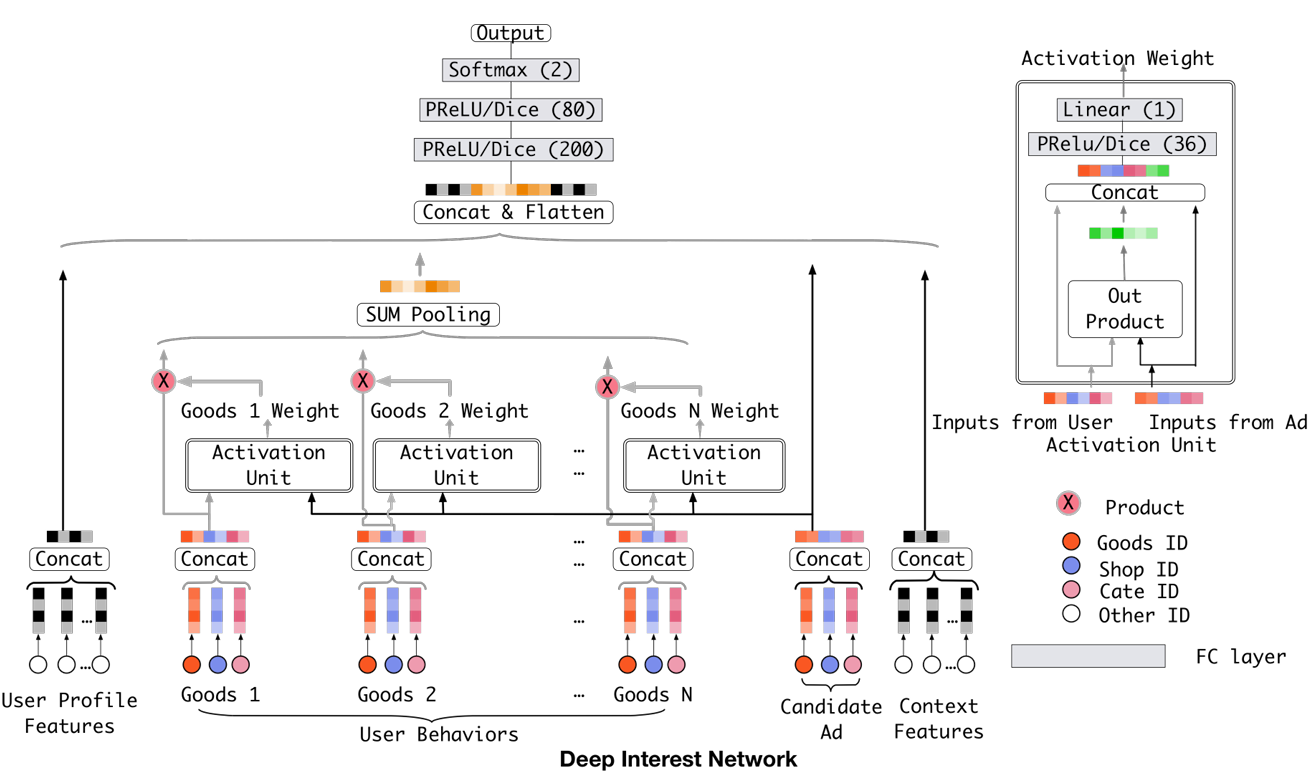 Output
Softmax (2)
PReLU/Dice (80)
PReLU/Dice (200)
Concat & Flatten
SUM Pooling
X
X
X
Goods 1 Weight
Goods 2 Weight
Goods N Weight
Activation
Unit
Activation
Unit
...
...
Activation
Unit
Concat
Concat
Concat
...
...
Concat
Concat
Concat
...
...
...
...
...
User Profile
Features
Goods 1
Goods 2
...
Goods N
User Behaviors
Candidate
Ad
Context
Features
Activation Weight
Linear (1)
PRelu/Dice (36)
Concat
Out
Product
Inputs from User
Inputs from Ad
Activation Unit
X
Product
Goods ID
Shop ID
Cate ID
Other ID
FC layer
Deep Interest Network